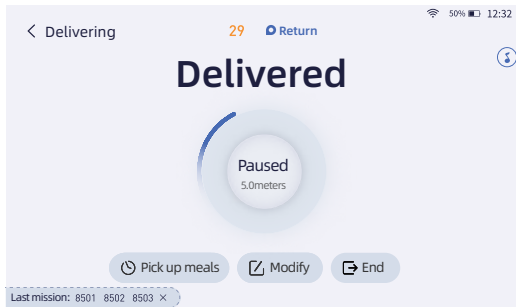 50% 12:32
Delivering 29 Return
Delivered
Paused
5.0meters
Pick up meals Modify End
Last mission: 8501 8502 8503 ×